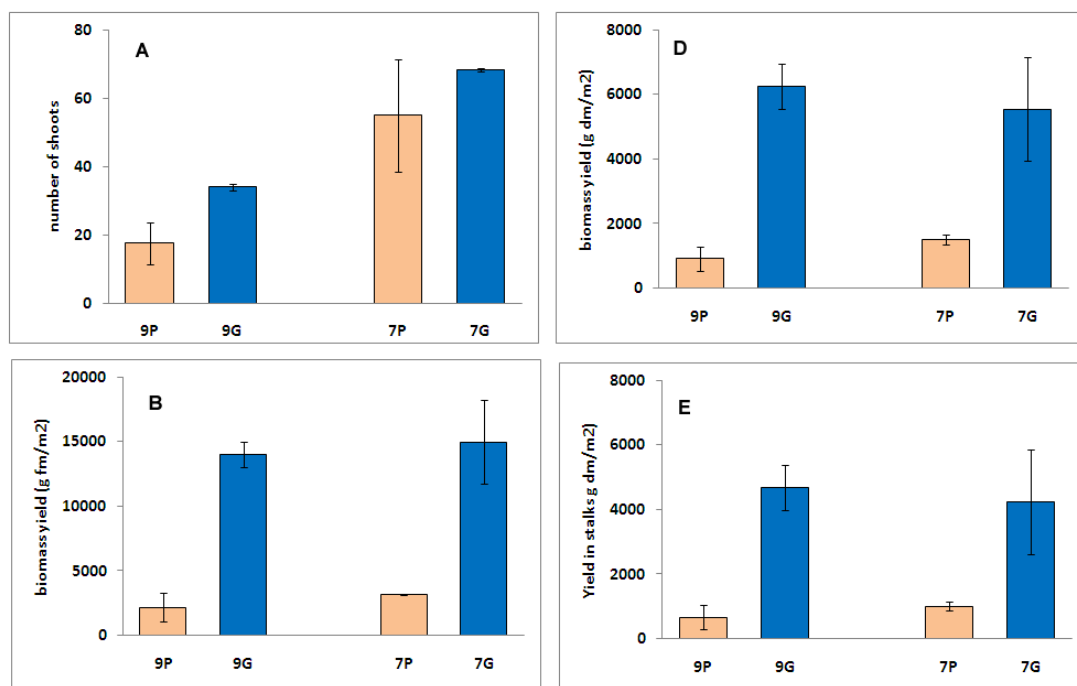 A
number of shoots
80
60
40
20
0
9P 9G 7P 7G
B
biomass yield (g fm/m2)
20000
15000
10000
5000
0
9P 9G 7P 7G
D
biomass yield (g dm/m2)
8000
6000
4000
2000
0
9P 9G 7P 7G
E
Yield in stalks g dm/m2)
8000
6000
4000
2000
0
9P 9G 7P 7G